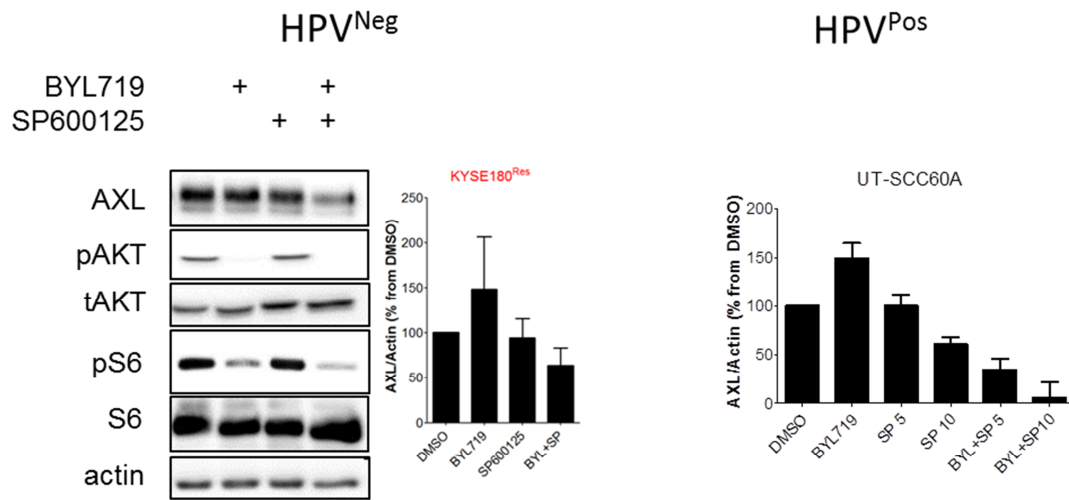 HPVNeg
HPVPos
BYL719 + +
SP600125 + +
AXL
pAKT
tAKT
pS6
S6
actin
KYSE180Res
AXL/Actin (% from DMSO)
250
200
150
100
50
0
DMSO
BYL719
SP600125
BYL+SP
UT-SCC60A
AXL/Actin (% from DMSO)
200
150
100
50
0
DMSO
BYL719
SP 5
SP 10
BYL+SP5
BYL+SP10